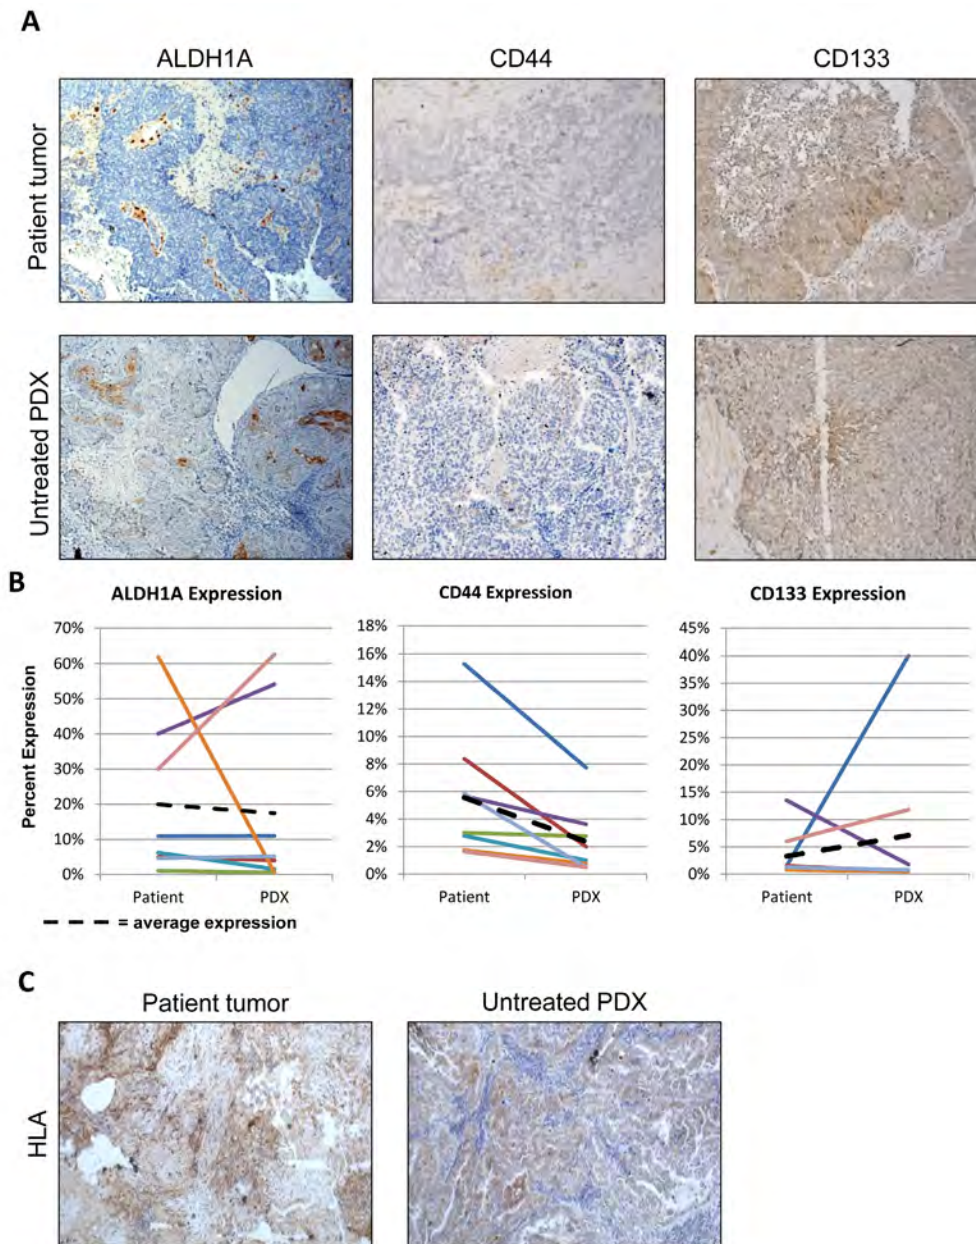 A
ALDH1A CD44 CD133
Patient tumor
Untreated PDX
B
ALDH1A Expression CD44 Expression CD133 Expression
Percent Expression
70%
60%
50%
40%
30%
20%
10%
0%
Patient PDX
18%
16%
14%
12%
10%
8%
6%
4%
2%
0%
Patient PDX
45%
40%
35%
30%
25%
20%
15%
10%
5%
0%
Patient PDX
= average expression
C
Patient tumor Untreated PDX
HLA